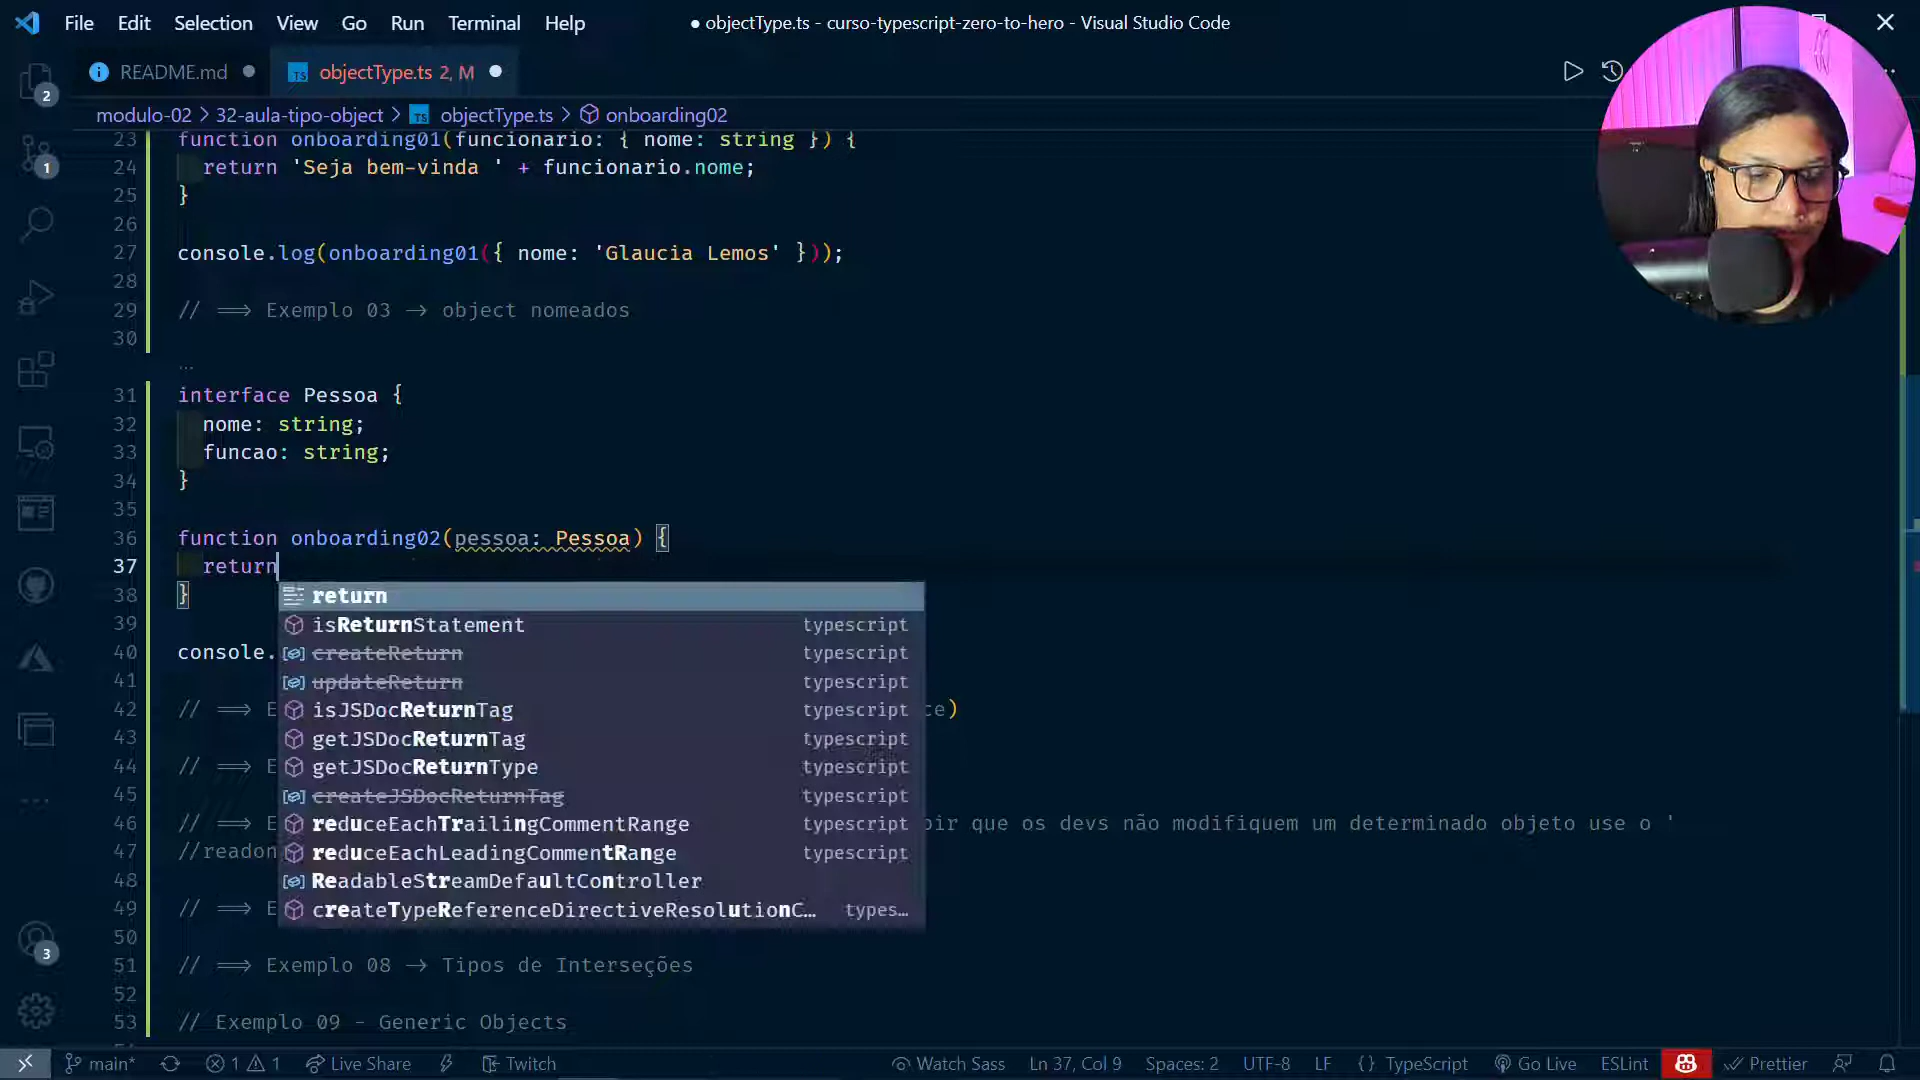 File Edit Selection View Go Run Terminal Help
● objectType.ts - curso-typescript-zero-to-hero - Visual Studio Code
README.md
TS objectType.ts 2, M
modulo-02 > 32-aula-tipo-object > TS objectType.ts > onboarding02
23 function onboarding01(funcionario: { nome: string }) {
24 return 'Seja bem-vinda ' + funcionario.nome;
25 }
26
27 console.log(onboarding01({ nome: 'Glaucia Lemos' }));
28
29 // ==> Exemplo 03 -> object nomeados
30
...
31 interface Pessoa {
32 nome: string;
33 funcao: string;
34 }
35
36 function onboarding02(pessoa: Pessoa) {
37 return
38 }
39
40 console.
41
42 // ==> E ce)
43
44 // ==> E
45
46 // ==> E bir que os devs não modifiquem um determinado objeto use o '
47 //readon
48
49 // ==> E
50
51 // ==> Exemplo 08 -> Tipos de Interseções
52
53 // Exemplo 09 - Generic Objects
return
isReturnStatement typescript
createReturn typescript
updateReturn typescript
isJSDocReturnTag typescript
getJSDocReturnTag typescript
getJSDocReturnType typescript
createJSDocReturnTag typescript
reduceEachTrailingCommentRange typescript
reduceEachLeadingCommentRange typescript
ReadableStreamDefaultController
createTypeReferenceDirectiveResolutionC… types…
2
1
3
main* 1 1 Live Share Twitch
Watch Sass Ln 37, Col 9 Spaces: 2 UTF-8 LF {} TypeScript Go Live ESLint Prettier